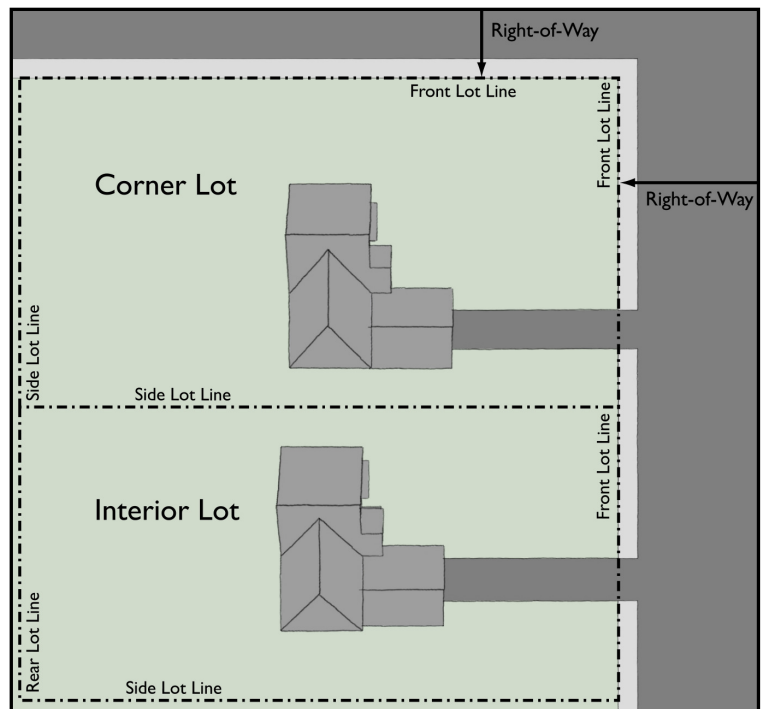 Right-of-Way
Front Lot Line
Front Lot Line
Corner Lot
Right-of-Way
Side Lot Line
Side Lot Line
Front Lot Line
Interior Lot
Rear Lot Line
Side Lot Line